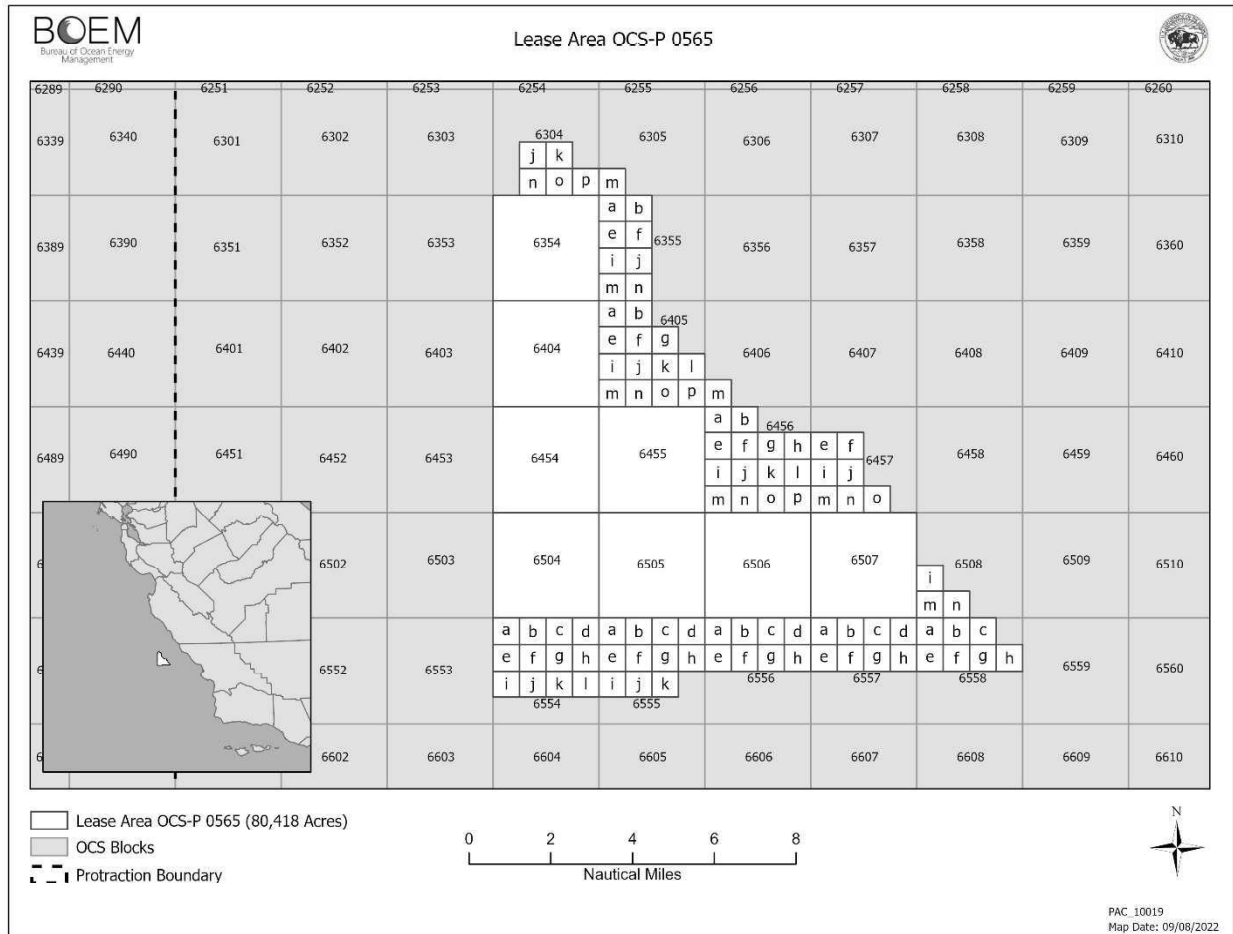 BOEM
Bureau of Ocean Energy
Management
Lease Area OCS-P 0565
6289 6290 6251 6252 6253 6254 6255 6256 6257 6258 6259 6260
6339 6340 6301 6302 6303 6304 6305 6306 6307 6308 6309 6310
j k
n o p m
a b
e f
6389 6390 6351 6352 6353 6354 6355 6356 6357 6358 6359 6360
i j
m n
a b
6405
e f g
6439 6440 6401 6402 6403 6404 6406 6407 6408 6409 6410
i j k l
m n o p m
a b
6456
e f g h e f
6489 6490 6451 6452 6453 6454 6455 6457 6458 6459 6460
i j k l i j
m n o p m n o
6502 6503 6504 6505 6506 6507 6508 6509 6510
i
m n
a b c d a b c d a b c d a b c d a b c
e f g h e f g h e f g h e f g h e f g h
6552 6553 6556 6557 6558 6559 6560
i j k l i j k
6554 6555
6602 6603 6604 6605 6606 6607 6608 6609 6610
Lease Area OCS-P 0565 (80,418 Acres)
OCS Blocks
Protraction Boundary
0 2 4 6 8
Nautical Miles
N
PAC_10019
Map Date: 09/08/2022